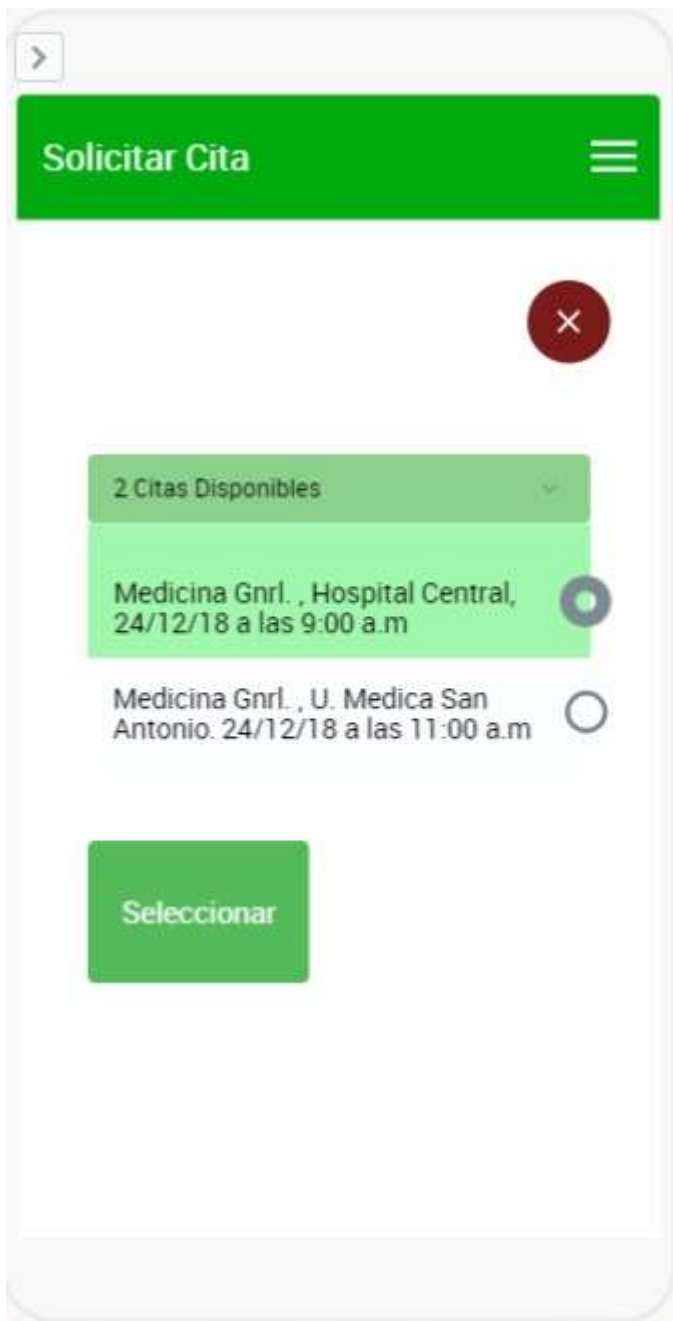 Solicitar Cita
2 Citas Disponibles
Medicina Gnrl. , Hospital Central,
24/12/18 a las 9:00 a.m
Medicina Gnrl. , U. Medica San
Antonio. 24/12/18 a las 11:00 a.m
Seleccionar